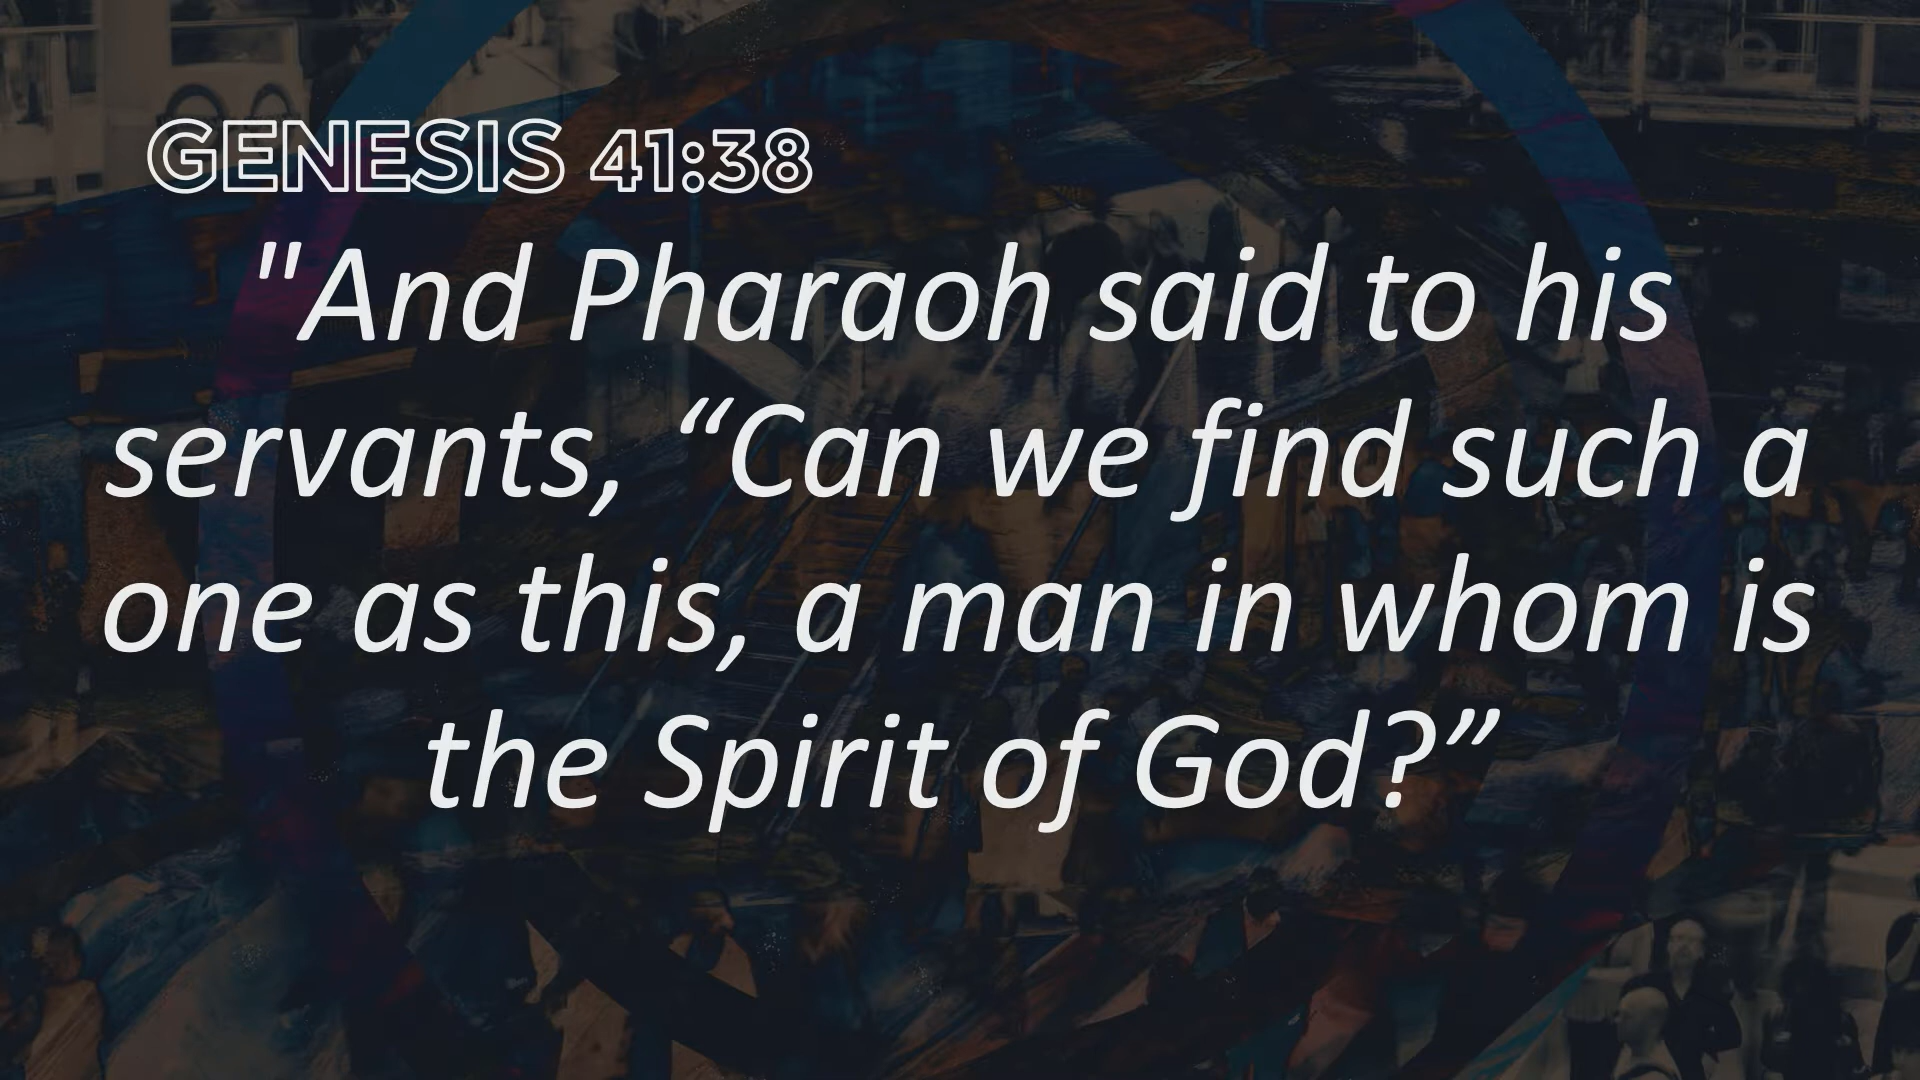 GENESIS 41:38
"And Pharaoh said to his
servants, “Can we find such a
one as this, a man in whom is
the Spirit of God?”